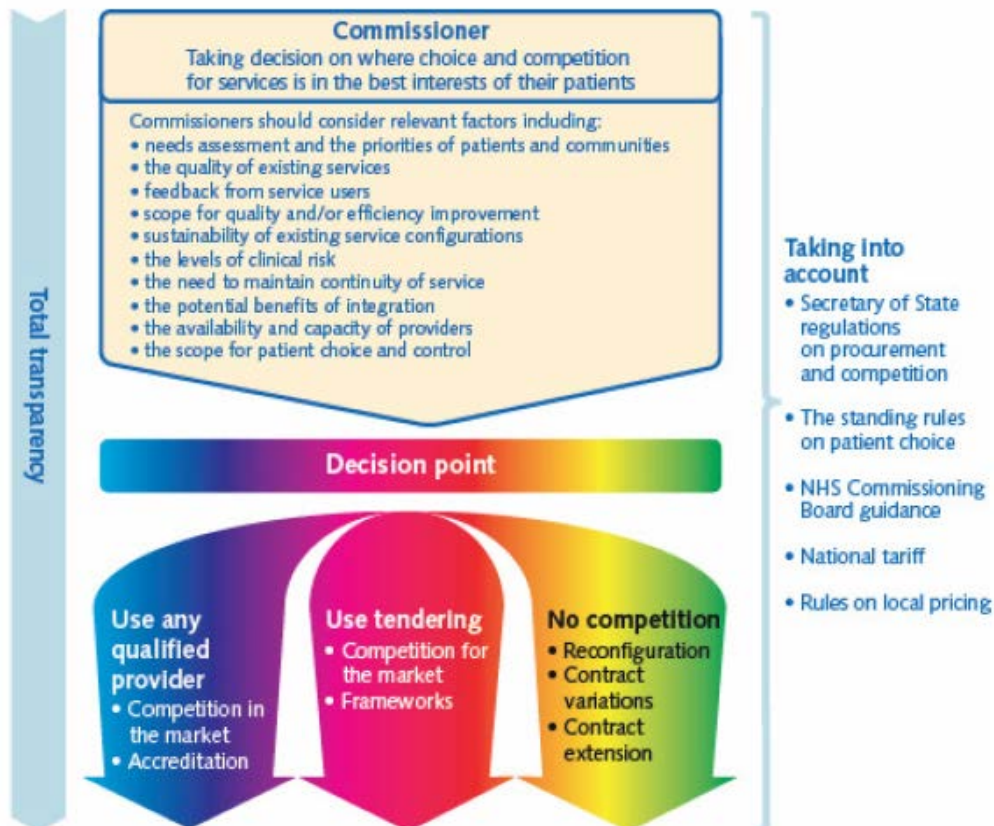 Total transparency
Commissioner
Taking decision on where choice and competition
for services is in the best interests of their patients
Commissioners should consider relevant factors including:
• needs assessment and the priorities of patients and communities
• the quality of existing services
• feedback from service users
• scope for quality and/or efficiency improvement
• sustainability of existing service configurations
• the levels of clinical risk
• the need to maintain continuity of service
• the potential benefits of integration
• the availability and capacity of providers
• the scope for patient choice and control
Decision point
Use any
qualified
provider
• Competition in
the market
• Accreditation
Use tendering
• Competition for
the market
• Frameworks
No competition
• Reconfiguration
• Contract
variations
• Contract
extension
Taking into
account
• Secretary of State
regulations
on procurement
and competition
• The standing rules
on patient choice
• NHS Commissioning
Board guidance
• National tariff
• Rules on local pricing